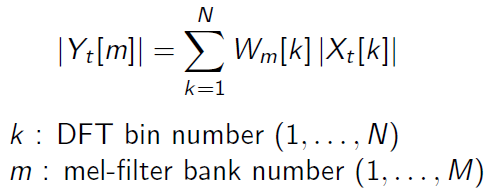 |Y_t[m]| = \sum_{k=1}^{N} W_m[k] |X_t[k]|
k : DFT bin number (1, . . . , N)
m : mel-filter bank number (1, . . . , M)